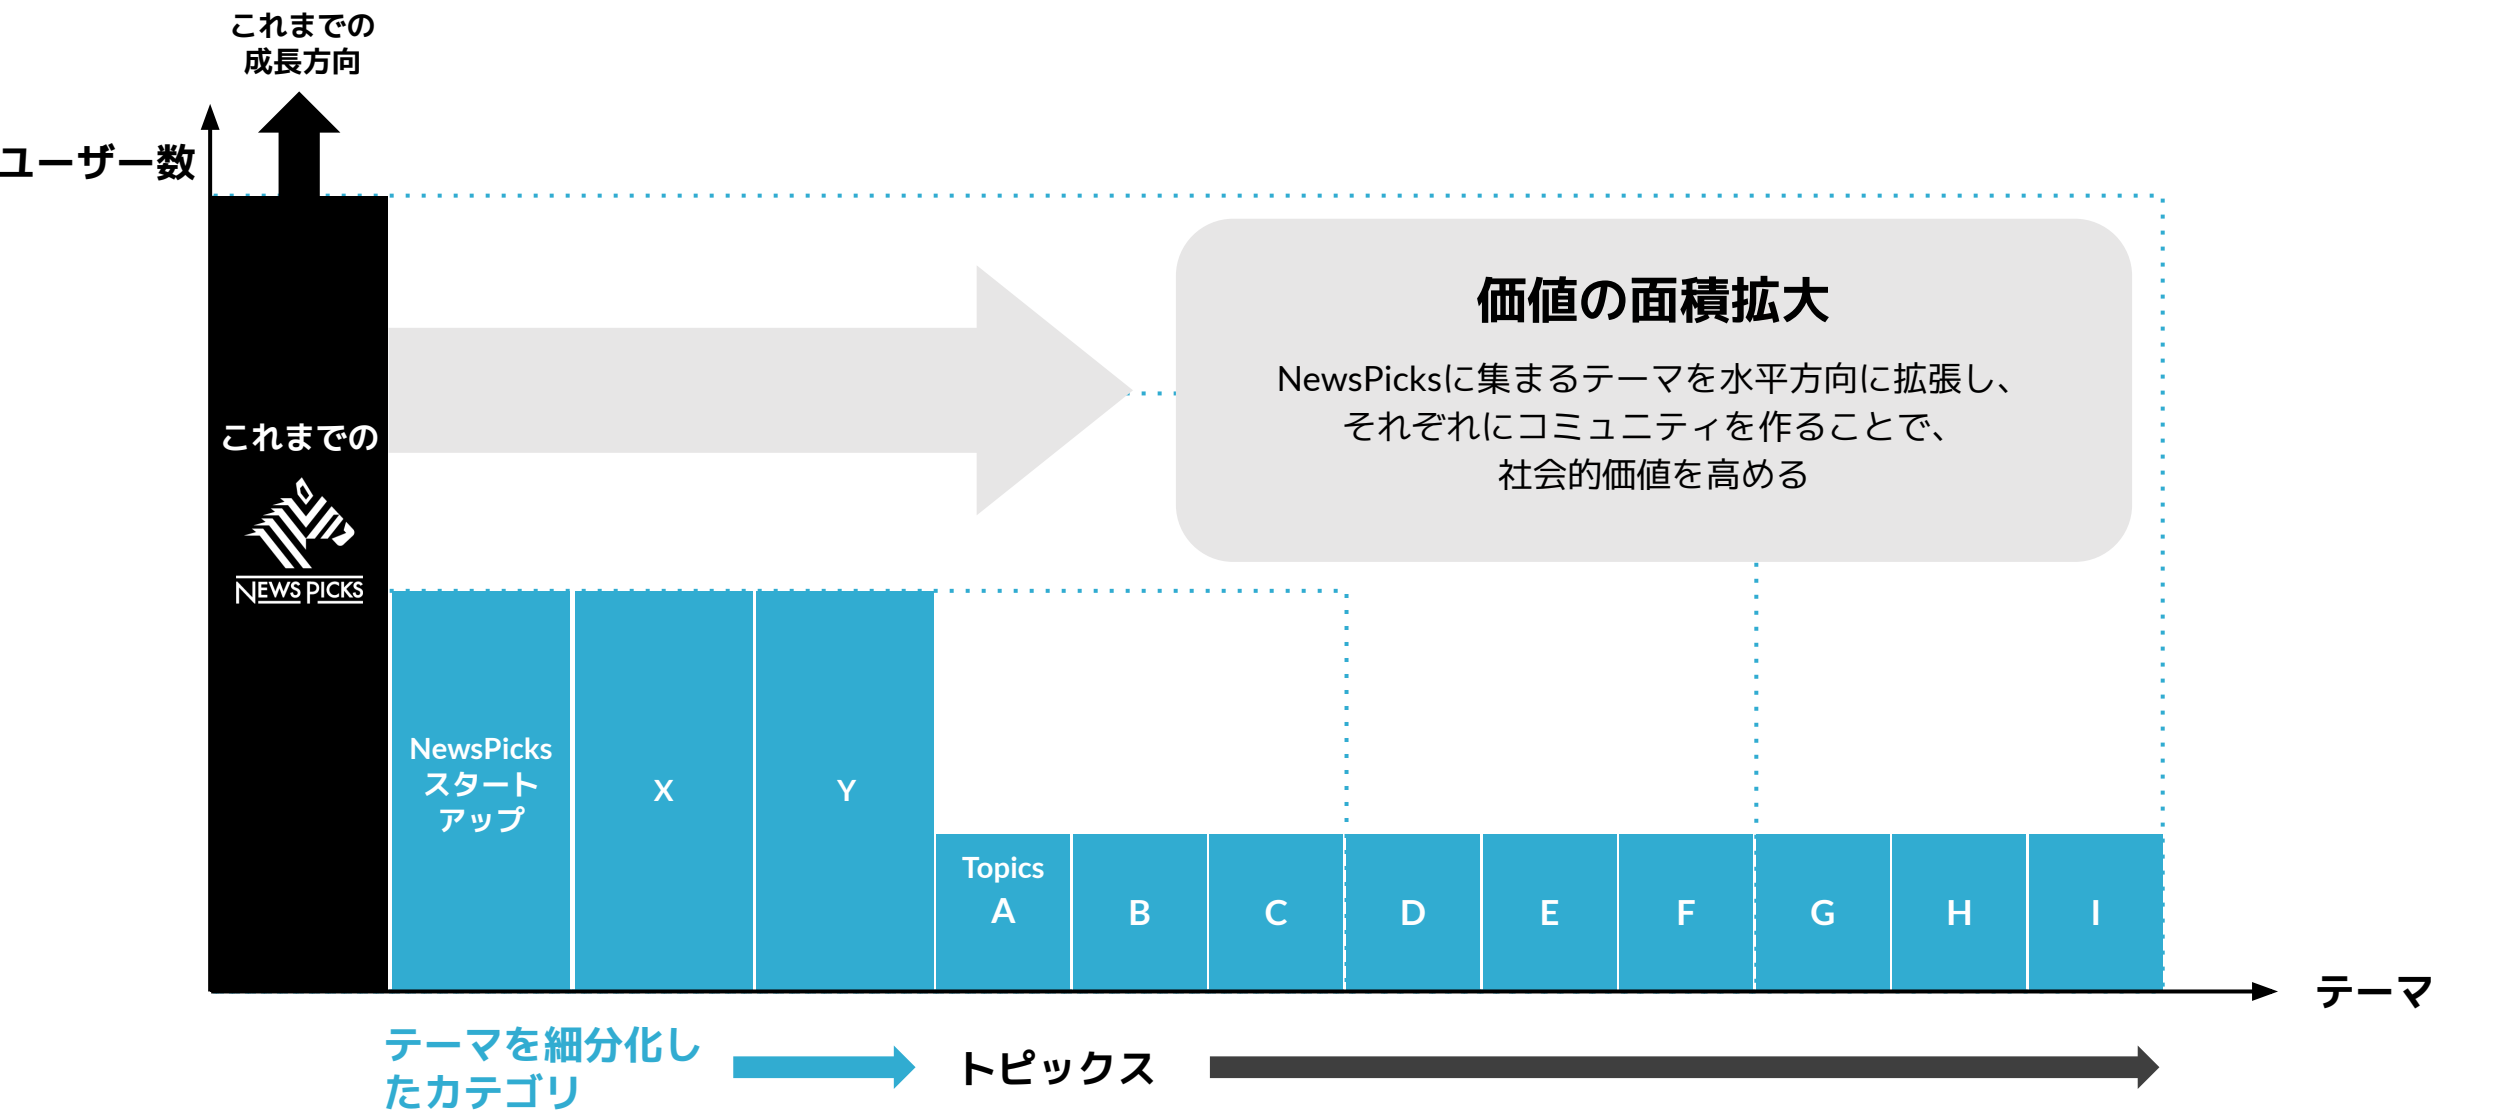 これまでの
成長方向
ユーザー数
価値の面積拡大
NewsPicksに集まるテーマを水平方向に拡張し、
それぞれにコミュニティを作ることで、
社会的価値を高める
これまでの
NEWSPICKS
NewsPicks
スタート
アップ
X
Y
Topics
A
B
C
D
E
F
G
H
I
テーマ
テーマを細分化し
たカテゴリ
トピックス